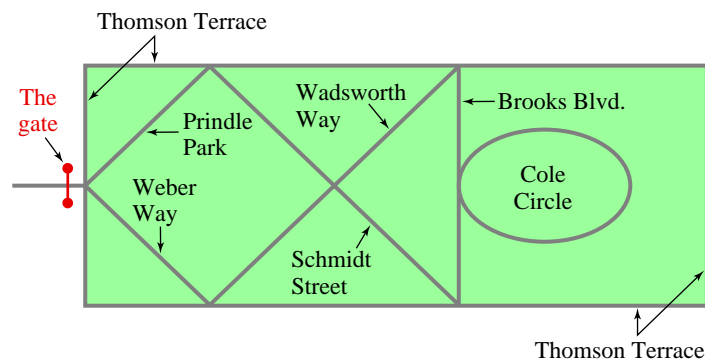 Thomson Terrace
The
gate
Prindle
Park
Wadsworth
Way
Brooks Blvd.
Weber
Way
Cole
Circle
Schmidt
Street
Thomson Terrace